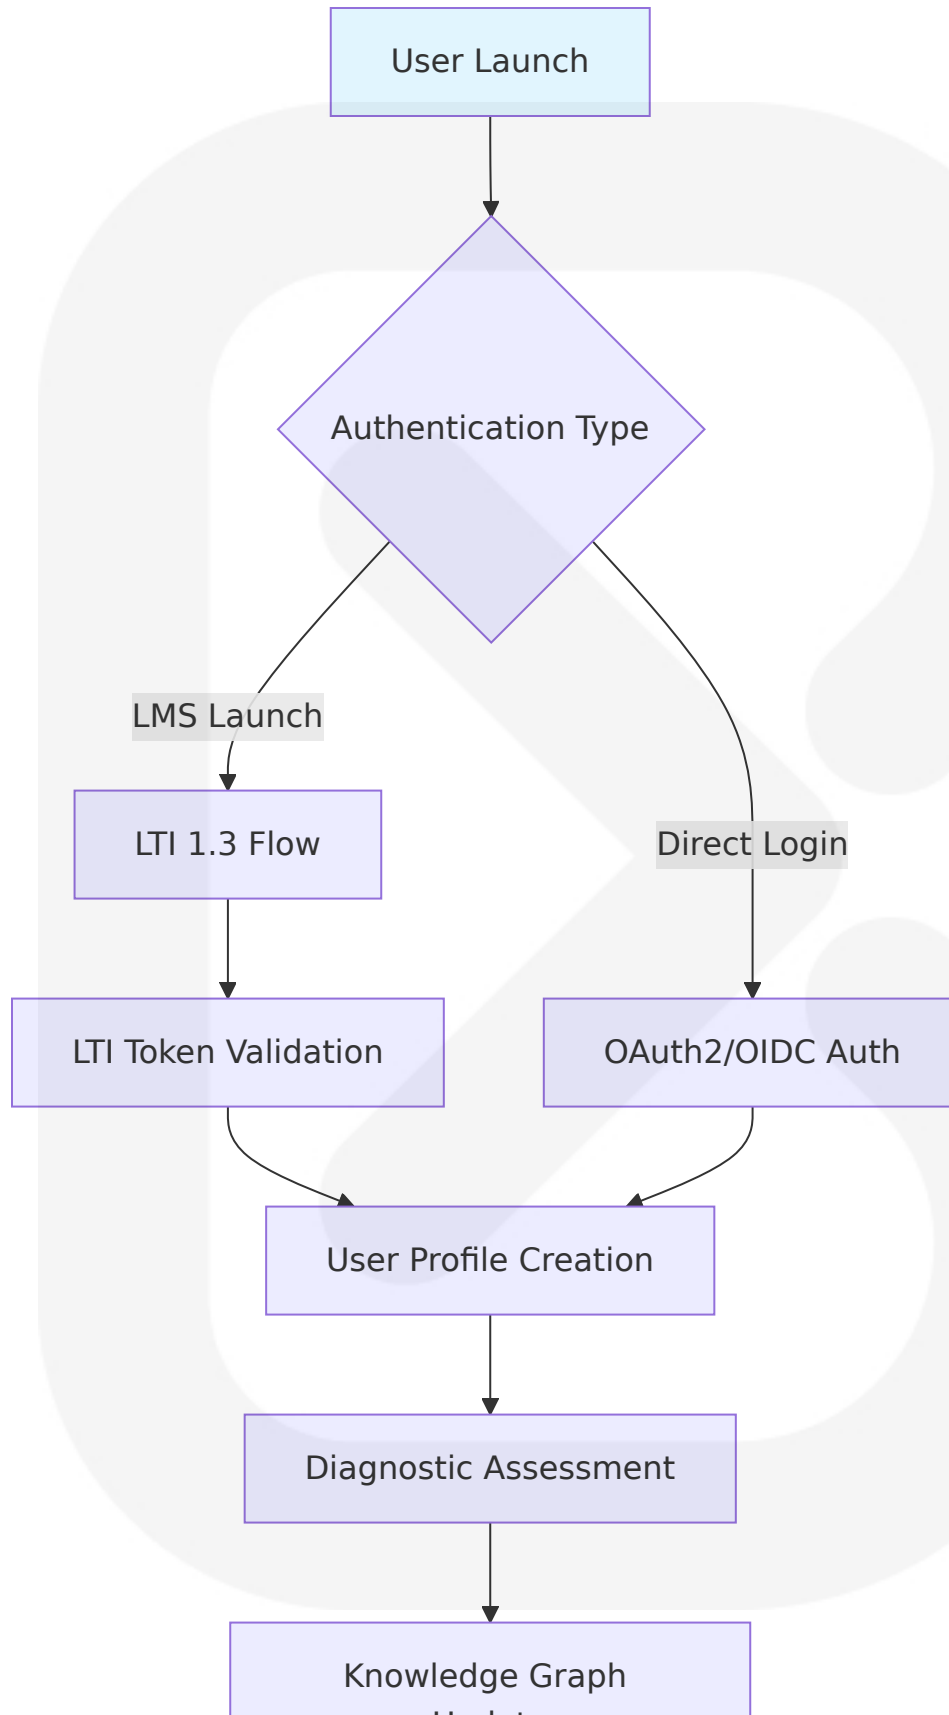 User Launch
Authentication Type
LMS Launch
LTI 1.3 Flow
Direct Login
LTI Token Validation
OAuth2/OIDC Auth
User Profile Creation
Diagnostic Assessment
Knowledge Graph